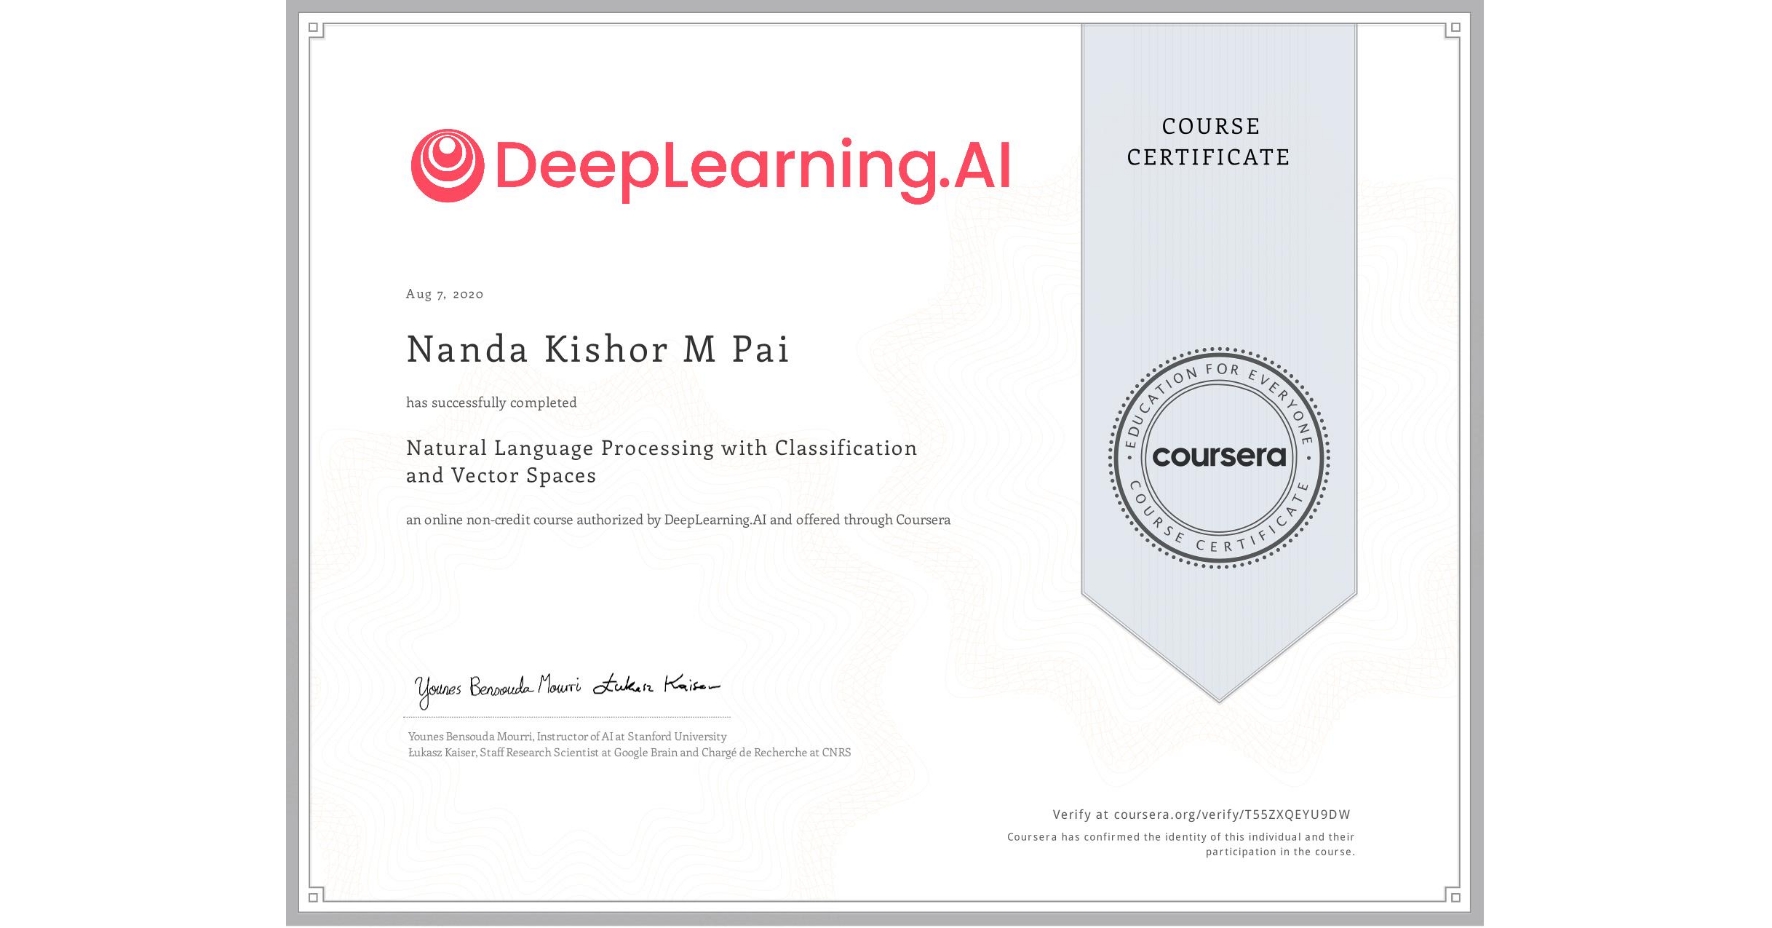 DeepLearning.AI
COURSE
CERTIFICATE
Aug 7, 2020
Nanda Kishor M Pai
has successfully completed
Natural Language Processing with Classification
and Vector Spaces
an online non-credit course authorized by DeepLearning.AI and offered through Coursera
EDUCATION FOR EVERYONE
coursera
COURSE CERTIFICATE
Younes Bensouda Mourri Łukasz Kaiser
Younes Bensouda Mourri, Instructor of AI at Stanford University
Łukasz Kaiser, Staff Research Scientist at Google Brain and Chargé de Recherche at CNRS
Verify at coursera.org/verify/T55ZXQEYU9DW
Coursera has confirmed the identity of this individual and their
participation in the course.